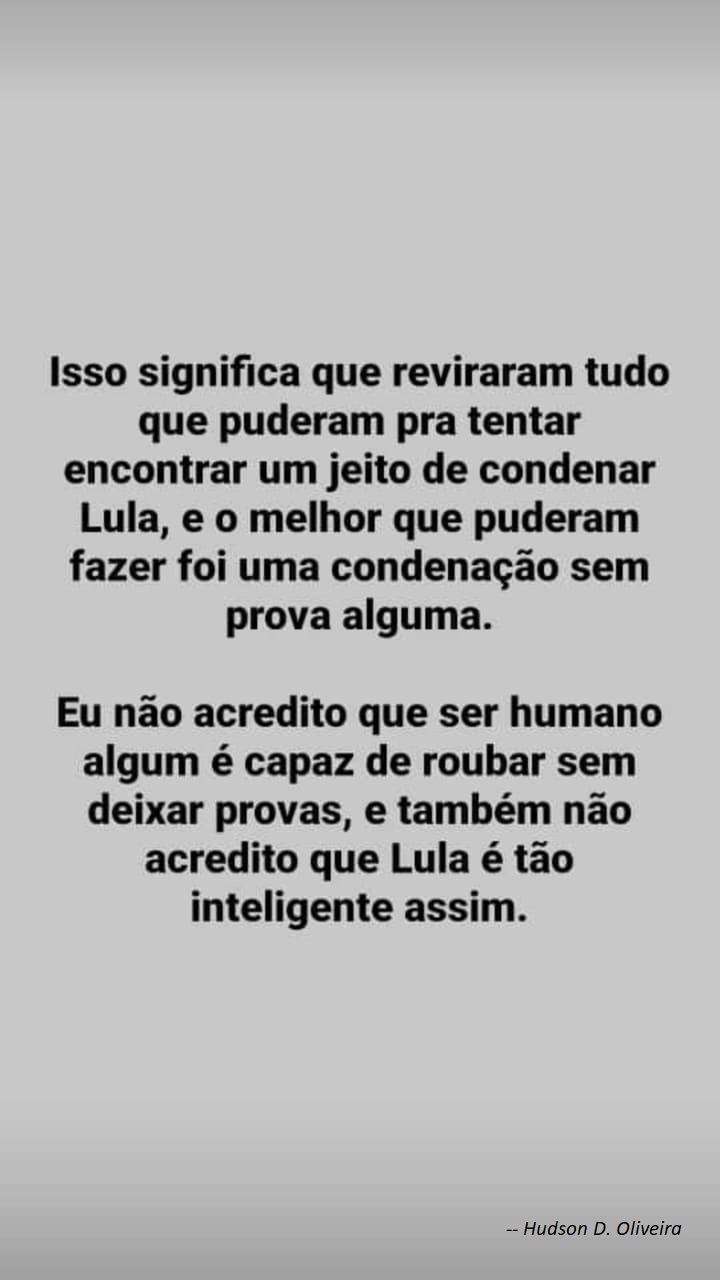 Isso significa que reviraram tudo
que puderam pra tentar
encontrar um jeito de condenar
Lula, e o melhor que puderam
fazer foi uma condenação sem
prova alguma.
Eu não acredito que ser humano
algum é capaz de roubar sem
deixar provas, e também não
acredito que Lula é tão
inteligente assim.
-- Hudson D. Oliveira